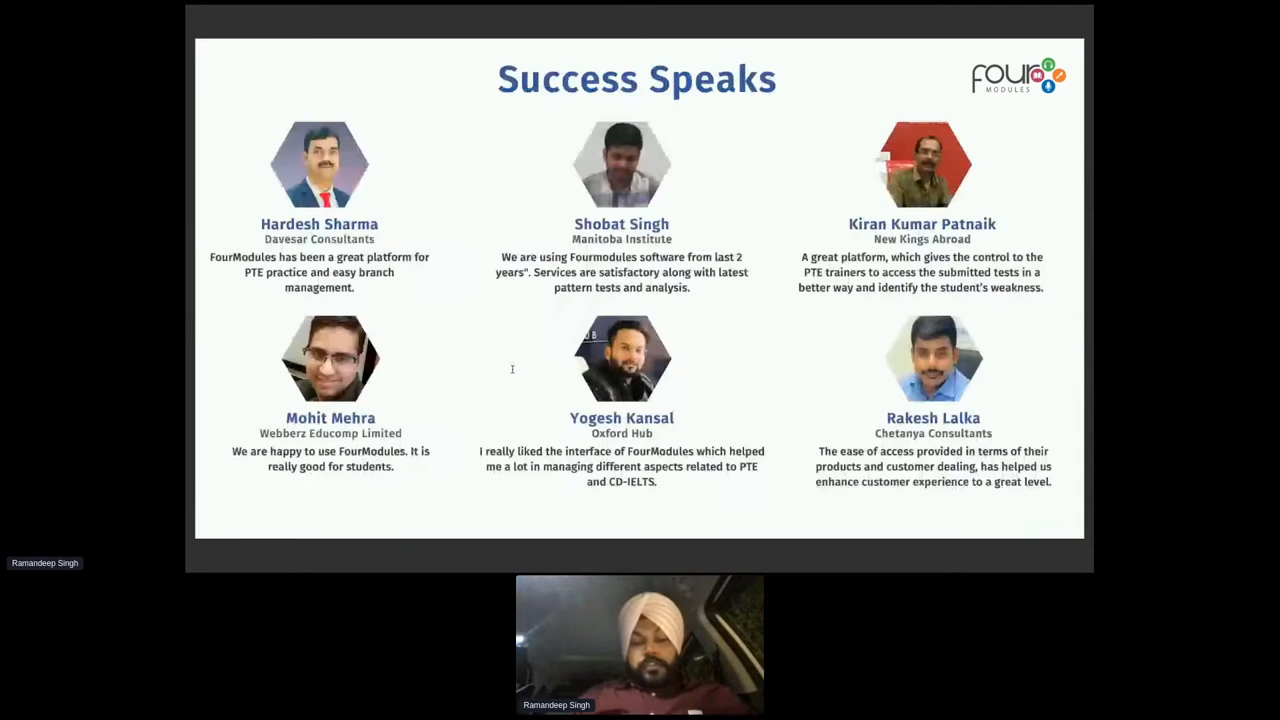 Success Speaks
four
MODULES
Hardesh Sharma
Davesar Consultants
FourModules has been a great platform for
PTE practice and easy branch
management.
Shobat Singh
Manitoba Institute
We are using Fourmodules software from last 2
years". Services are satisfactory along with latest
pattern tests and analysis.
Kiran Kumar Patnaik
New Kings Abroad
A great platform, which gives the control to the
PTE trainers to access the submitted tests in a
better way and identify the student's weakness.
Mohit Mehra
Webberz Educomp Limited
We are happy to use FourModules. It is
really good for students.
Yogesh Kansal
Oxford Hub
I really liked the interface of FourModules which helped
me a lot in managing different aspects related to PTE
and CD-IELTS.
Rakesh Lalka
Chetanya Consultants
The ease of access provided in terms of their
products and customer dealing, has helped us
enhance customer experience to a great level.
Ramandeep Singh
Ramandeep Singh